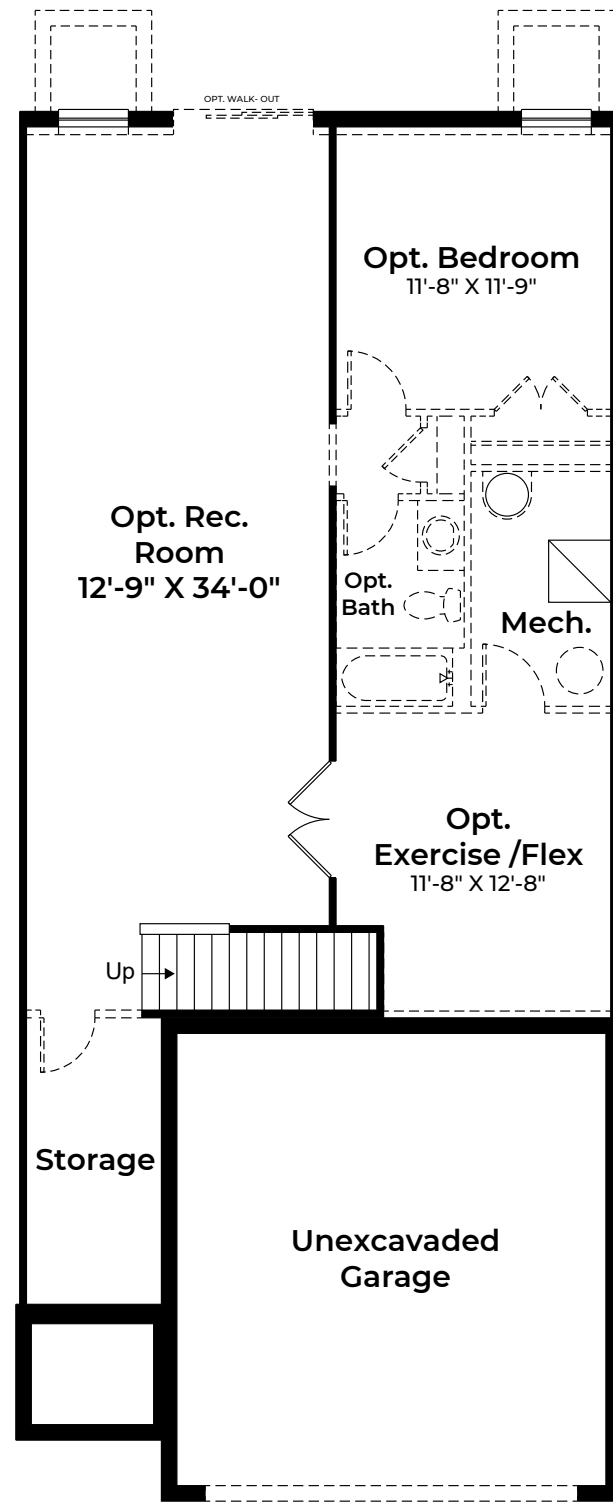 OPT. WALK- OUT
Opt. Bedroom
11'-8" X 11'-9"
Opt. Rec.
Room
12'-9" X 34'-0"
Opt.
Bath
Mech.
Opt.
Exercise /Flex
11'-8" X 12'-8"
Up
Storage
Unexcavaded
Garage